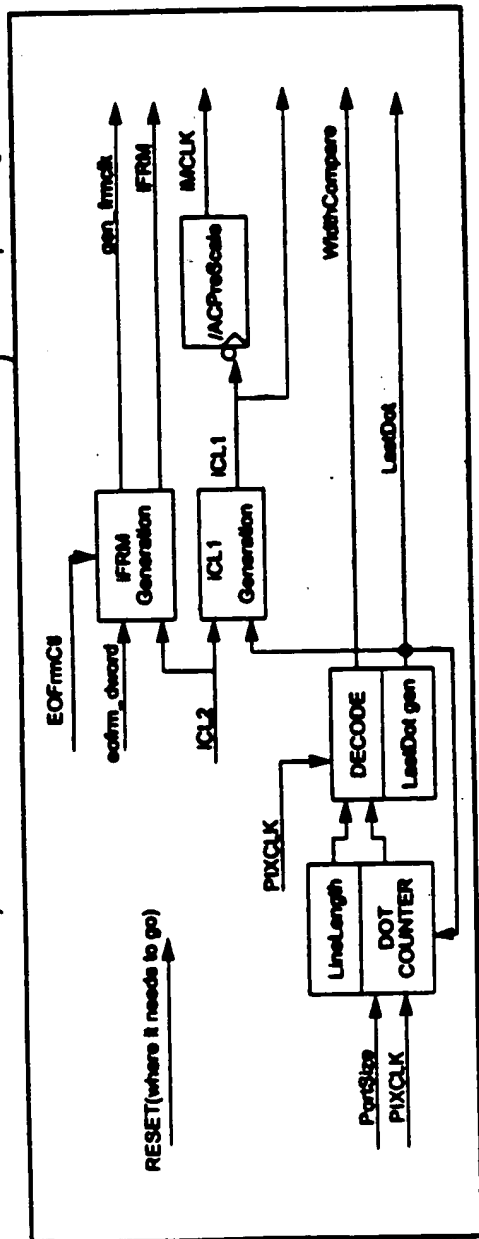 EOFrmCtl
eofrm_dword
ICL2
IFRM
Generation
gen_frmclk
IFRM
ICL1
Generation
ICL1
/ACPreScale
IMCLK
RESET(where it needs to go)
PIXCLK
PortSize
PIXCLK
LineLength
DOT
COUNTER
DECODE
LastDot gen
WidthCompare
LastDot